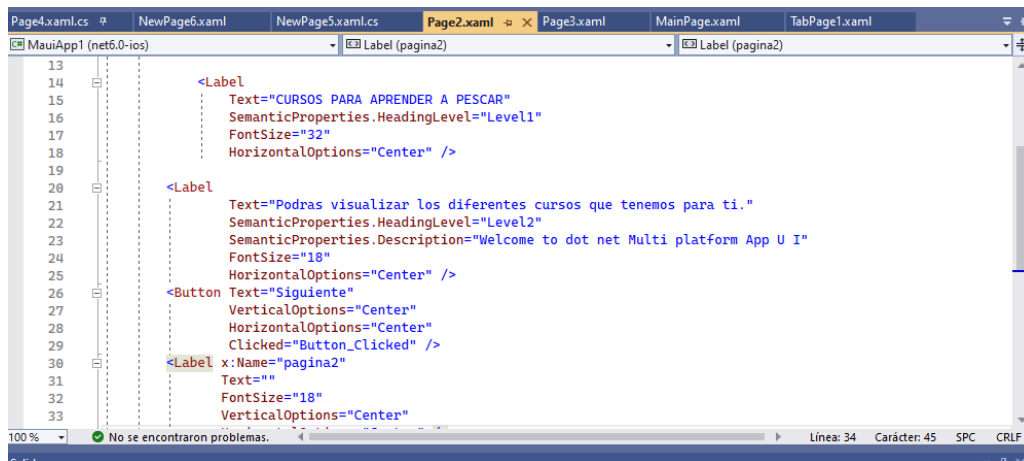 Page4.xaml.cs NewPage6.xaml NewPage5.xaml.cs Page2.xaml Page3.xaml MainPage.xaml TabPage1.xaml
C# MauiApp1 (net6.0-ios) Label (pagina2) Label (pagina2)
13
14 <Label
15 Text="CURSOS PARA APRENDER A PESCAR"
16 SemanticProperties.HeadingLevel="Level1"
17 FontSize="32"
18 HorizontalOptions="Center" />
19
20 <Label
21 Text="Podras visualizar los diferentes cursos que tenemos para ti."
22 SemanticProperties.HeadingLevel="Level2"
23 SemanticProperties.Description="Welcome to dot net Multi platform App U I"
24 FontSize="18"
25 HorizontalOptions="Center" />
26 <Button Text="Siguiente"
27 VerticalOptions="Center"
28 HorizontalOptions="Center"
29 Clicked="Button_Clicked" />
30 <Label x:Name="pagina2"
31 Text=""
32 FontSize="18"
33 VerticalOptions="Center"
100 % No se encontraron problemas. Línea: 34 Carácter: 45 SPC CRLF